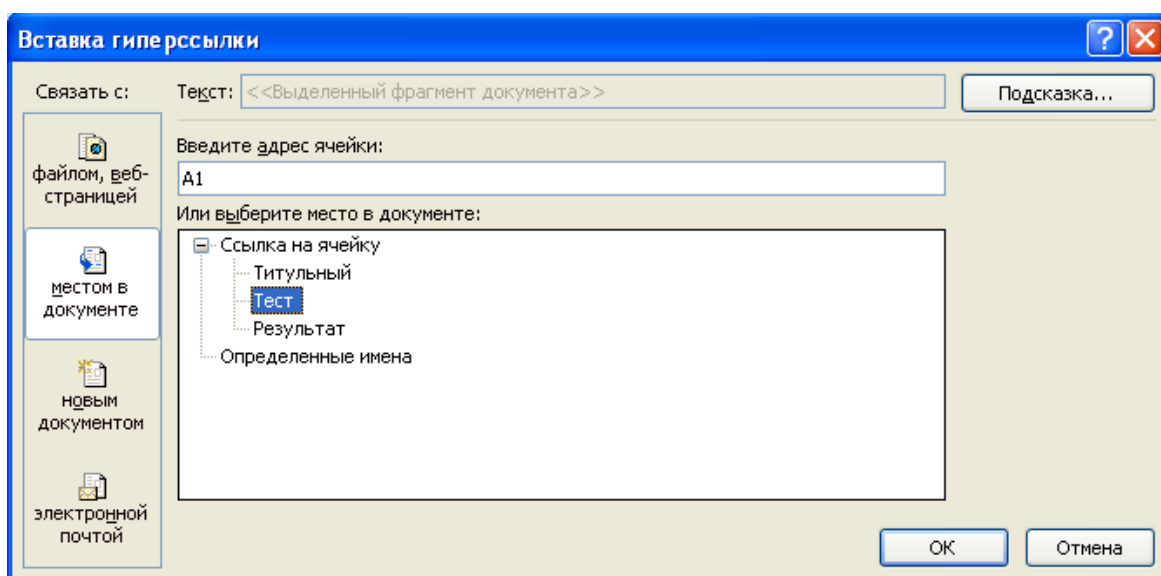 Вставка гиперссылки
Связать с:
Текст: <<Выделенный фрагмент документа>>
Подсказка...
файлом, веб-
страницей
местом в
документе
новым
документом
электронной
почтой
Введите адрес ячейки:
A1
Или выберите место в документе:
Ссылка на ячейку
Титульный
Тест
Результат
Определенные имена
ОК
Отмена